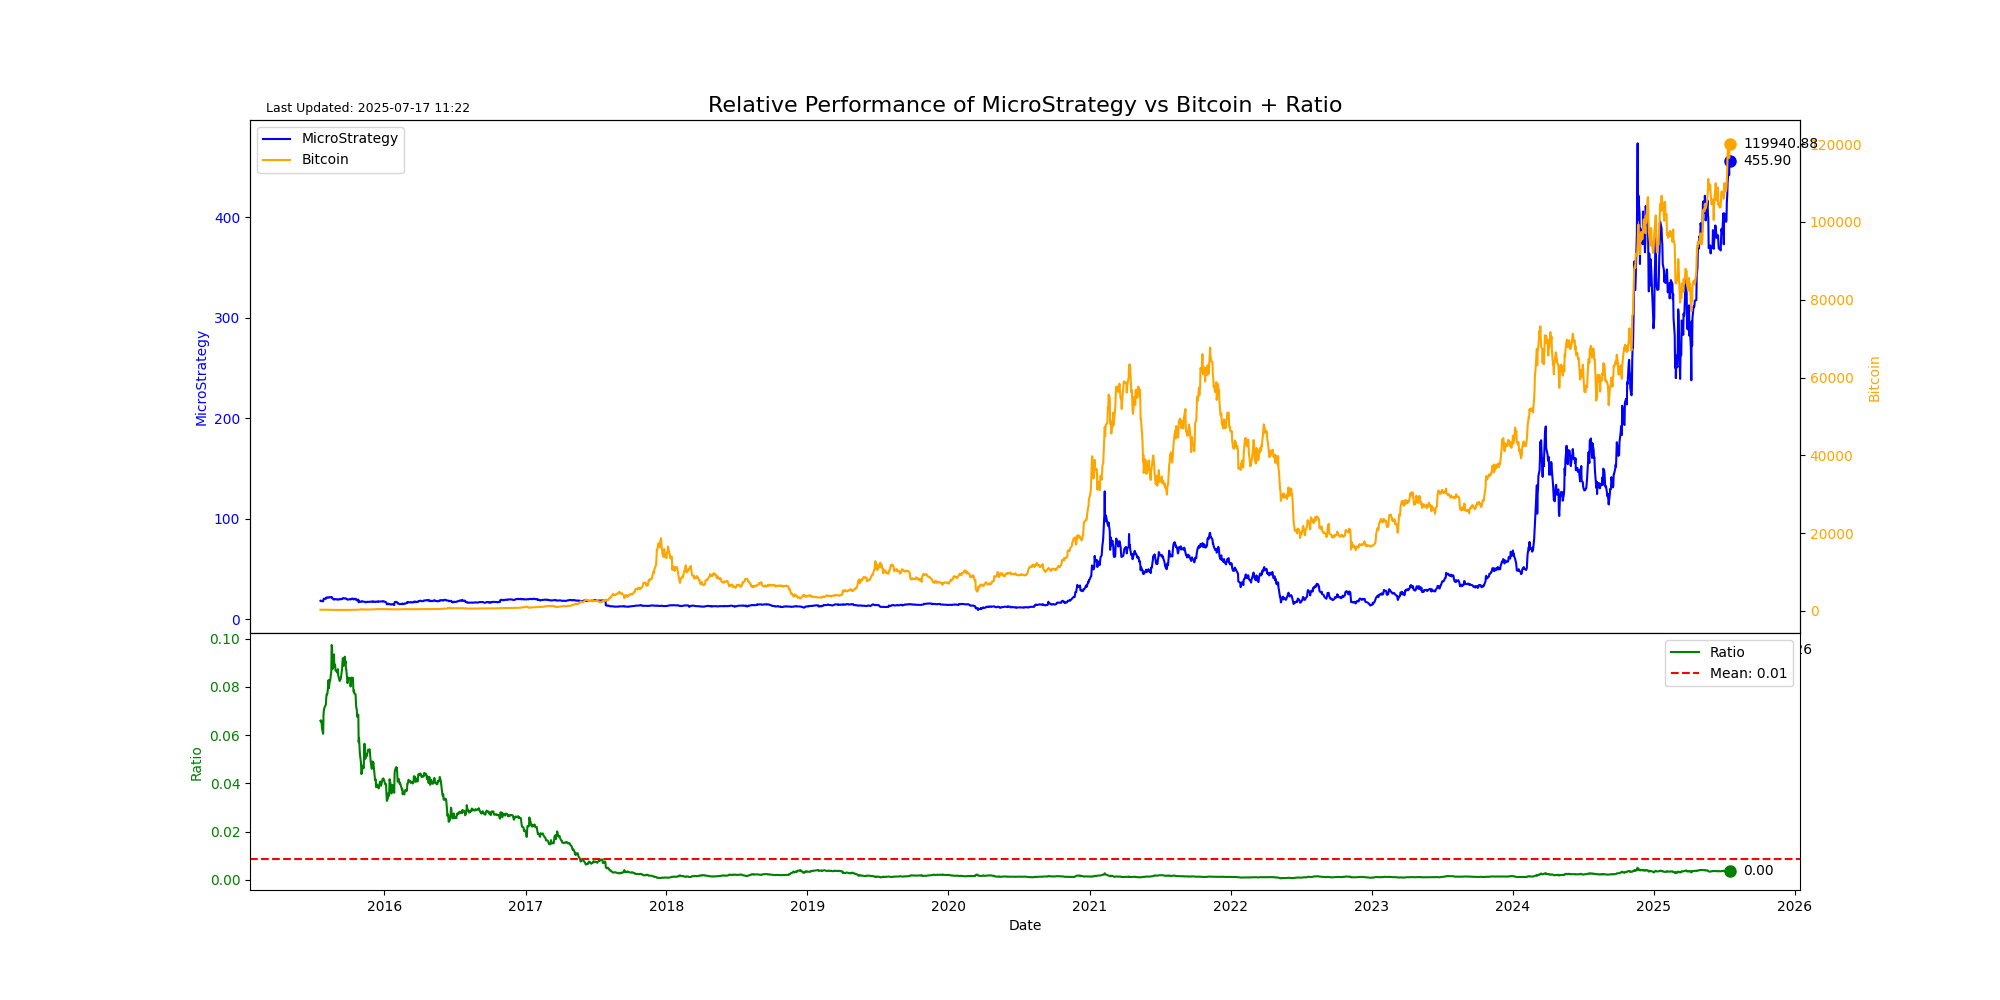 Last Updated: 2025-07-17 11:22
Relative Performance of MicroStrategy vs Bitcoin + Ratio
MicroStrategy
Bitcoin
119940.88
455.90
MicroStrategy
400
300
200
100
0
120000
100000
80000
60000
40000
20000
0
Bitcoin
26
Ratio
Mean: 0.01
Ratio
0.10
0.08
0.06
0.04
0.02
0.00
0.00
2016 2017 2018 2019 2020 2021 2022 2023 2024 2025 2026
Date